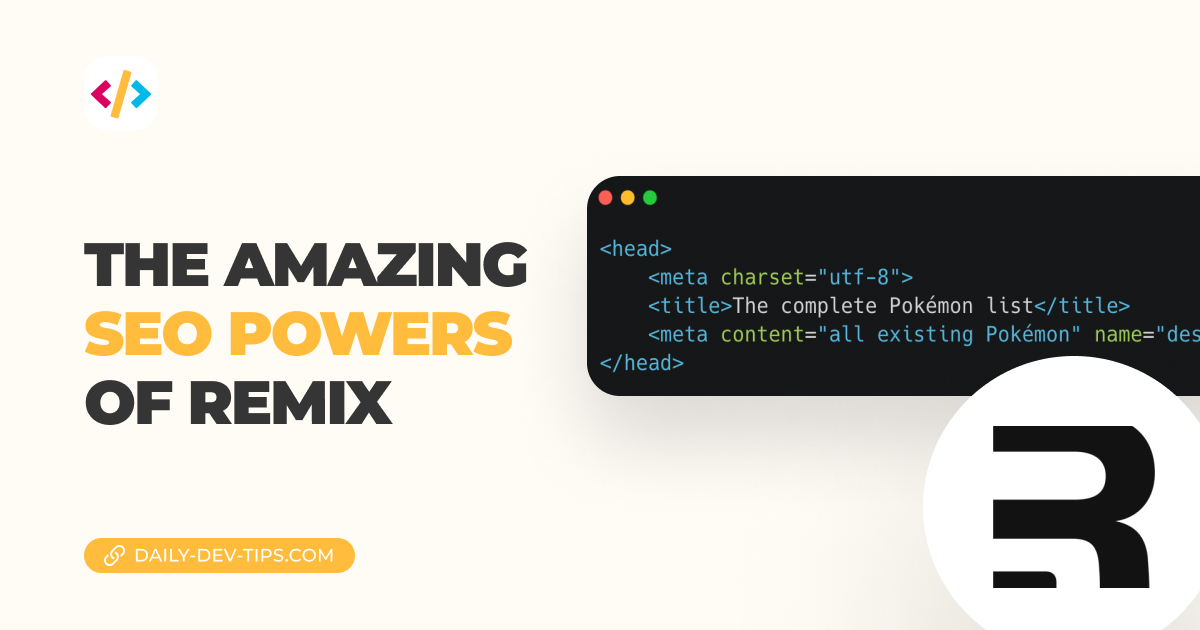 THE AMAZING
SEO POWERS
OF REMIX
DAILY-DEV-TIPS.COM
<head>
<meta charset="utf-8">
<title>The complete Pokémon list</title>
<meta content="all existing Pokémon" name="des
</head>